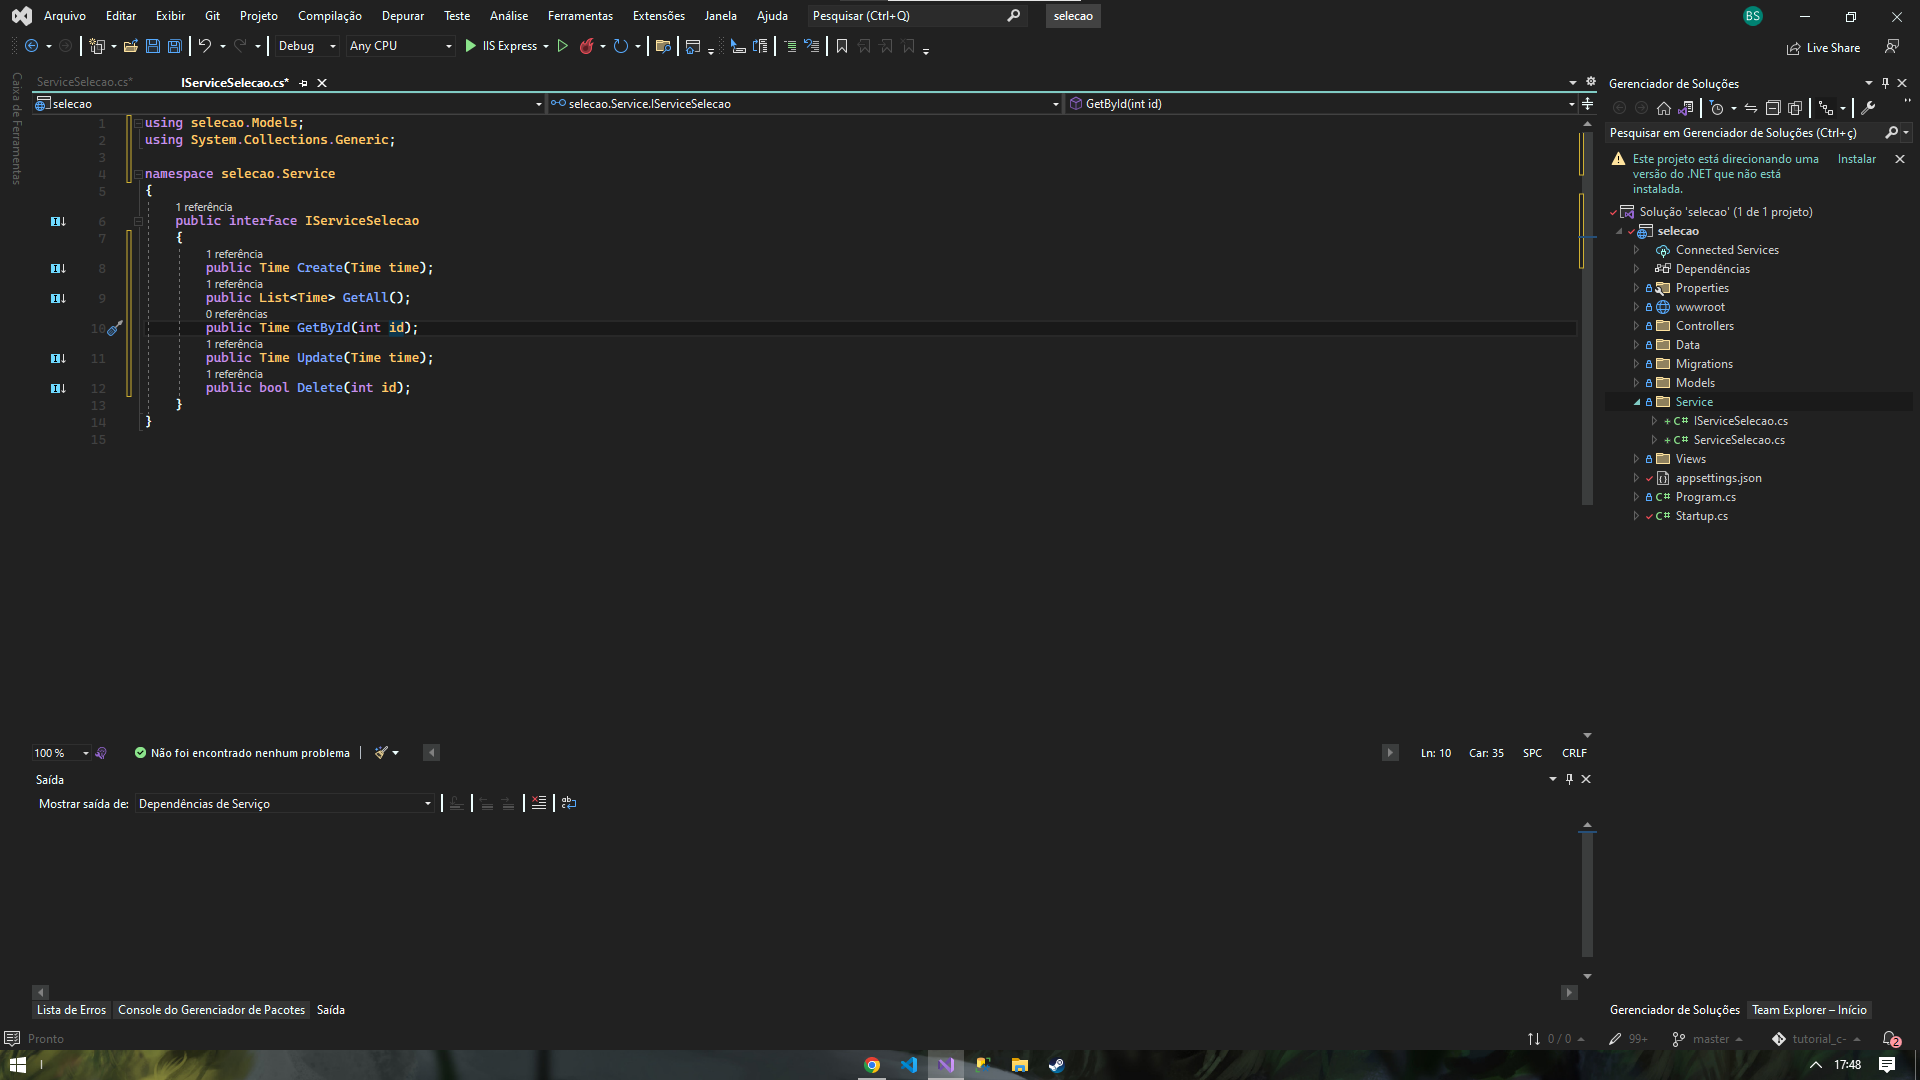 Arquivo Editar Exibir Git Projeto Compilação Depurar Teste Análise Ferramentas Extensões Janela Ajuda Pesquisar (Ctrl+Q) selecao BS
Debug Any CPU IIS Express Live Share
Caixa de Ferramentas
ServiceSelecao.cs* IServiceSelecao.cs*
selecao selecao.Service.IServiceSelecao GetById(int id)
1 using selecao.Models;
2 using System.Collections.Generic;
3
4 namespace selecao.Service
5 {
1 referência
6 public interface IServiceSelecao
7 {
1 referência
8 public Time Create(Time time);
1 referência
9 public List<Time> GetAll();
0 referências
10 public Time GetById(int id);
1 referência
11 public Time Update(Time time);
1 referência
12 public bool Delete(int id);
13 }
14 }
15
100 % Não foi encontrado nenhum problema Ln: 10 Car: 35 SPC CRLF
Saída
Mostrar saída de: Dependências de Serviço
Lista de Erros Console do Gerenciador de Pacotes Saída
Gerenciador de Soluções
Pesquisar em Gerenciador de Soluções (Ctrl+ç)
Este projeto está direcionando uma Instalar
versão do .NET que não está
instalada.
Solução 'selecao' (1 de 1 projeto)
selecao
Connected Services
Dependências
Properties
wwwroot
Controllers
Data
Migrations
Models
Service
+ C# IServiceSelecao.cs
+ C# ServiceSelecao.cs
Views
appsettings.json
C# Program.cs
C# Startup.cs
Gerenciador de Soluções Team Explorer – Início
Pronto 0 / 0 99+ master tutorial_c- 2
17:48